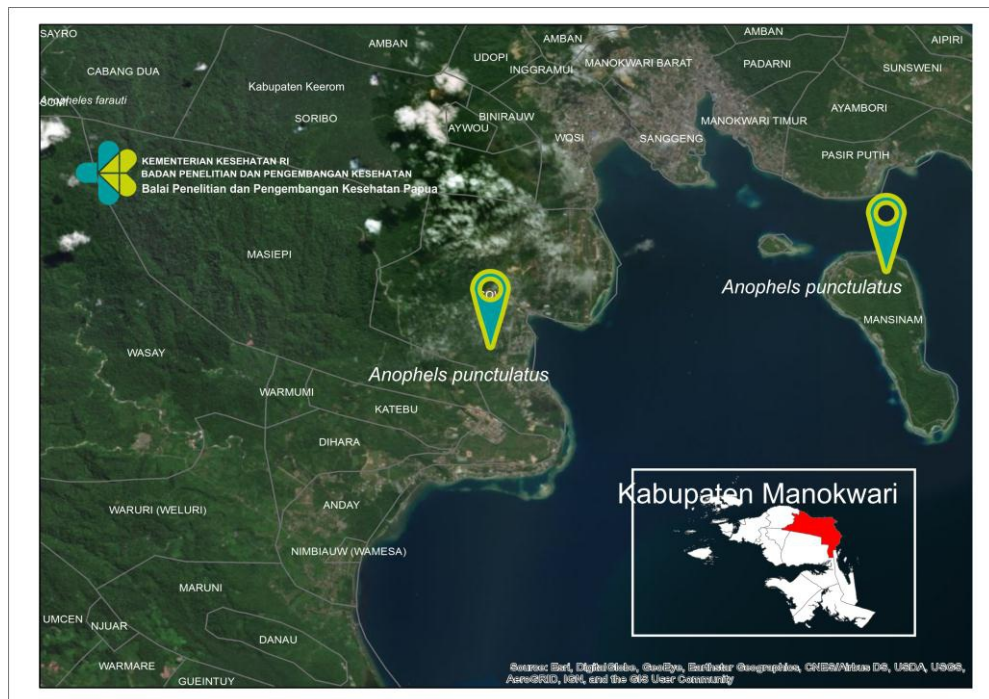 SAYRO
AMBAN
AMBAN
AMBAN
AIPIRI
CABANG DUA
UDOPI
INGGRAMUI
MANOKWARI BARAT
PADARNI
SUNSWENI
Kabupaten Keerom
Anopheles farauti
SORIBO
BINIRAUW
AYWOU
WOSI
SANGGENG
MANOKWARI TIMUR
AYAMBORI
PASIR PUTIH
KEMENTERIAN KESEHATAN RI
BADAN PENELITIAN DAN PENGEMBANGAN KESEHATAN
Balai Penelitian dan Pengembangan Kesehatan Papua
MASIEPI
Anophels punctulatus
MANSINAM
WASAY
Anophels punctulatus
WARMUMI
KATEBU
DIHARA
ANDAY
WARURI (WELURI)
NIMBIAUW (WAMESA)
MARUNI
UMCEN
NJUAR
DANAU
WARMARE
GUEINTUY
Kabupaten Manokwari
Source: Esri, DigitalGlobe, GeoEye, Earthstar Geographics, CNES/Airbus DS, USDA, USGS,
AeroGRID, IGN, and the GIS User Community